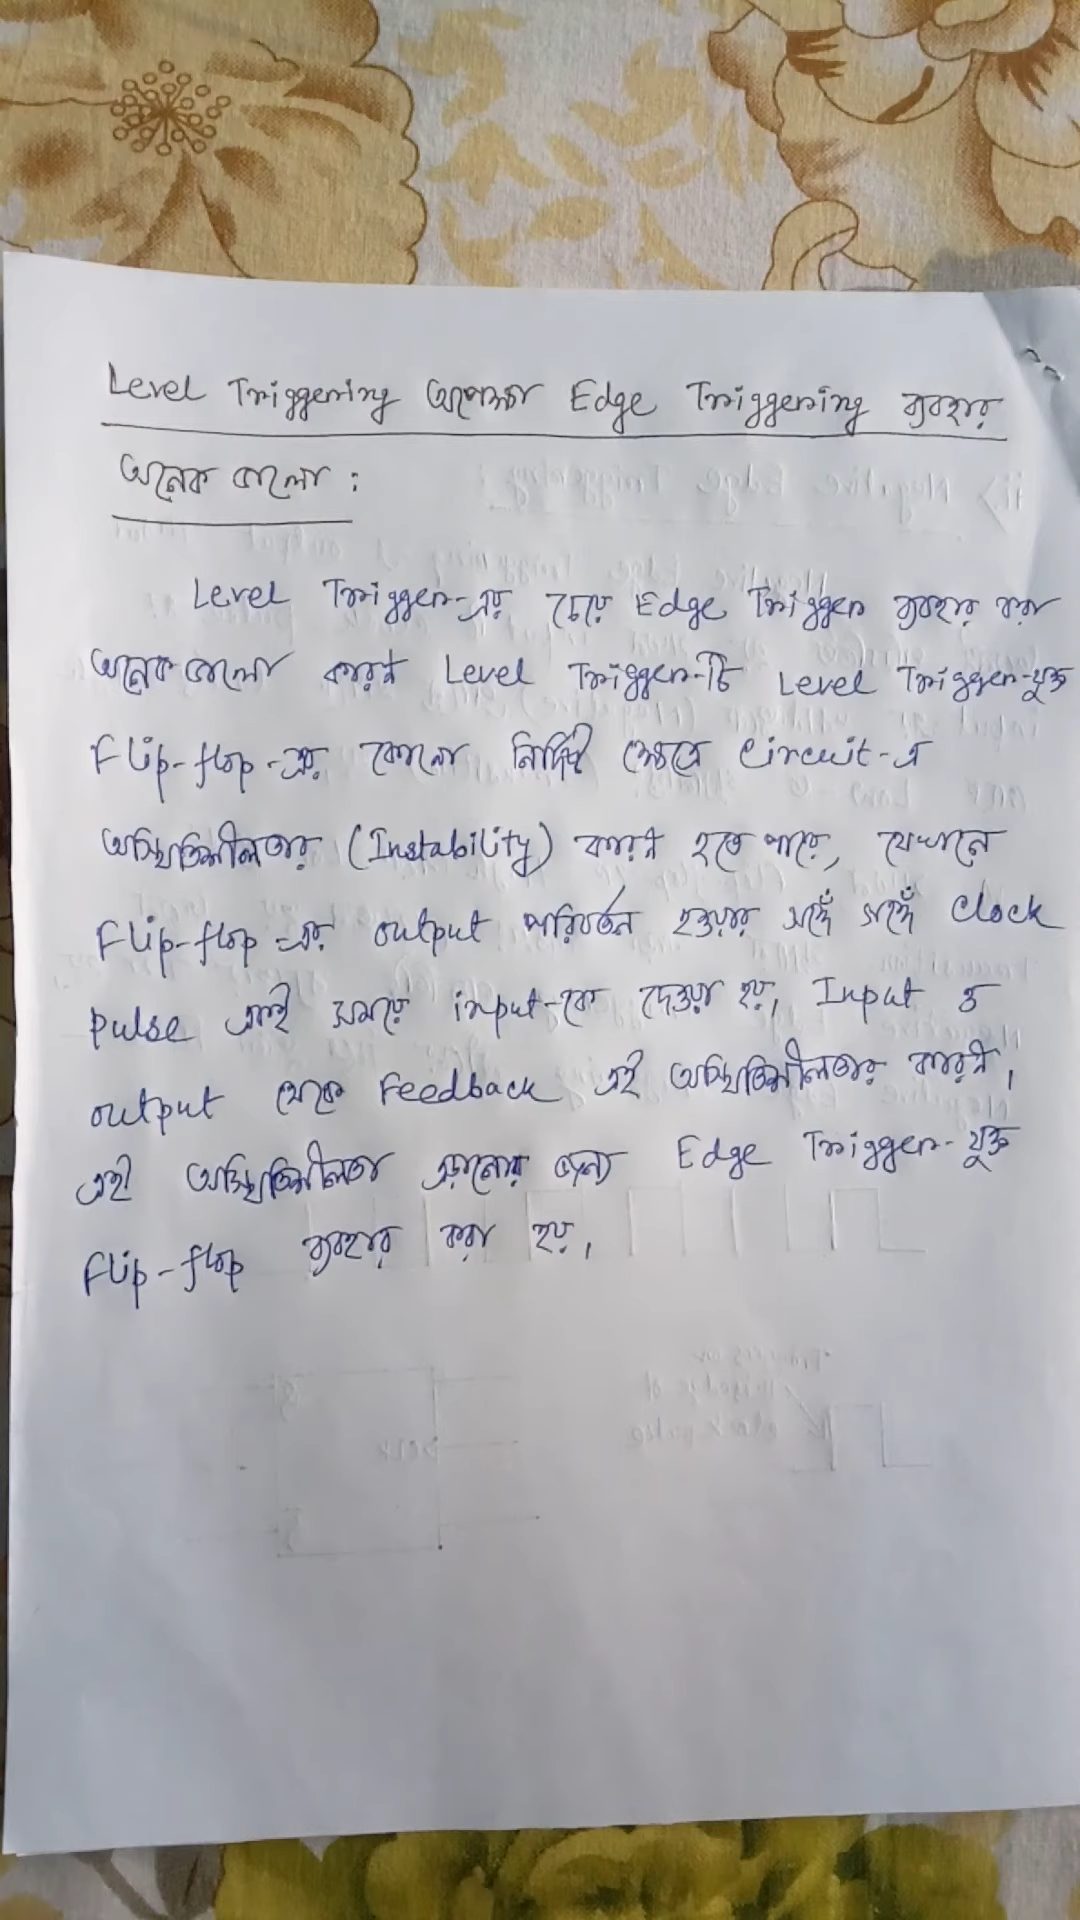 Level Triggering অপেক্ষা Edge Triggering ব্যবহার
অনেক ভালো :
Level Trigger-এর চেয়ে Edge Trigger ব্যবহার করা
অনেক ভালো কারণ Level Trigger-টি Level Trigger-যুক্ত
Flip-flop-এর কোনো নির্দিষ্ট ক্ষেত্রে Circuit-এ
অস্থিতিশীলতার (Instability) কারণ হতে পারে, যেখানে
Flip-flop-এর output পরিবর্তন হওয়ার সঙ্গেঁ সঙ্গেঁ Clock
pulse একই সময়ে input-কে দেওয়া হয়। Input ও
output থেকে Feedback এই অস্থিতিশীলতার কারণ।
এই অস্থিতিশীলতা এড়ানোর জন্য Edge Trigger-যুক্ত
Flip-flop ব্যবহার করা হয়।